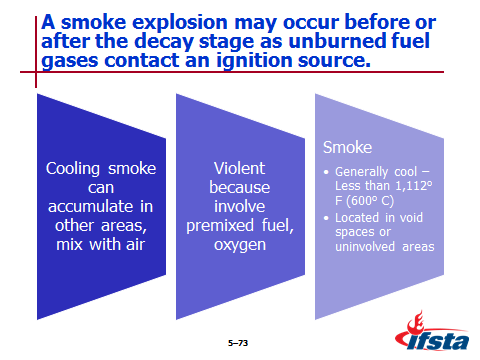 A smoke explosion may occur before or
after the decay stage as unburned fuel
gases contact an ignition source.
Cooling smoke
can
accumulate in
other areas,
mix with air
Violent
because
involve
premixed fuel,
oxygen
Smoke
• Generally cool –
Less than 1,112°
F (600° C)
• Located in void
spaces or
uninvolved areas
5–73
ifsta